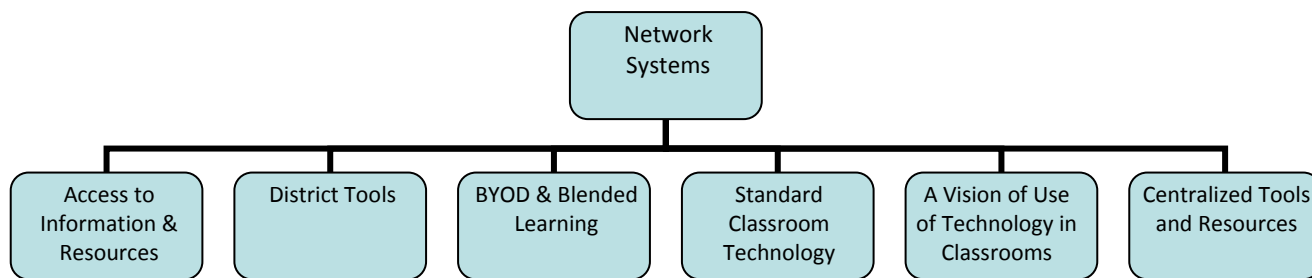 Network
Systems
Access to
Information &
Resources
District Tools
BYOD & Blended
Learning
Standard
Classroom
Technology
A Vision of Use
of Technology in
Classrooms
Centralized Tools
and Resources